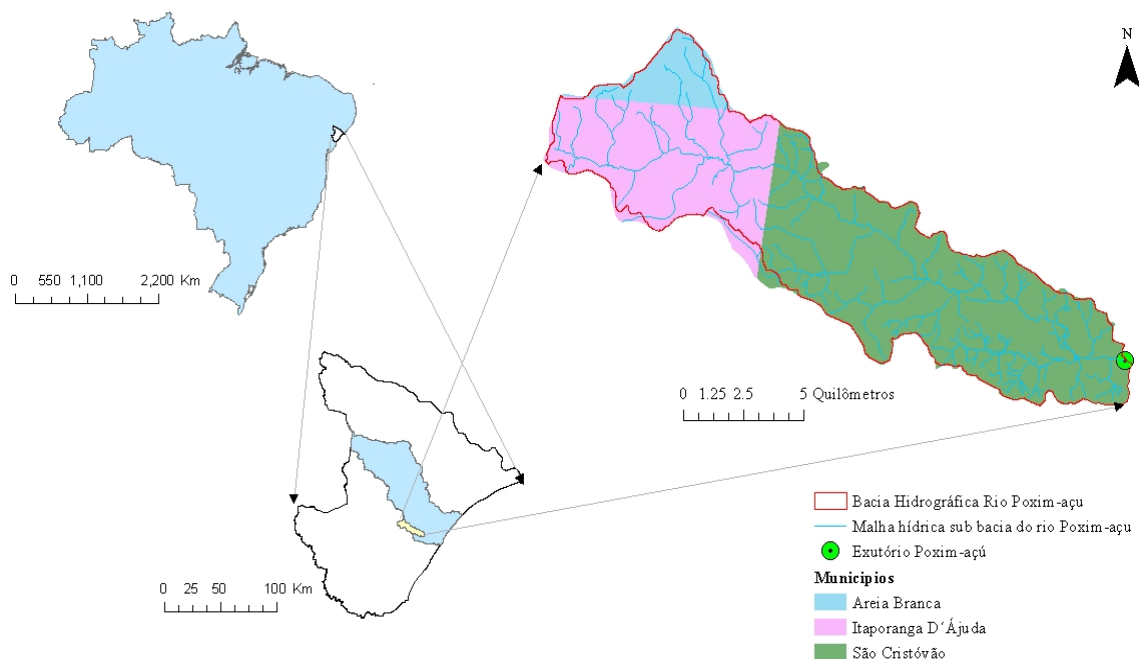 N
0 550 1,100 2,200 Km
0 1.25 2.5 5 Quilômetros
0 25 50 100 Km
Bacia Hidrográfica Rio Poxim-açu
Malha hídrica sub bacia do rio Poxim-açu
Exutório Poxim-açú
Municipios
Areia Branca
Itaporanga D´Ájuda
São Cristóvão